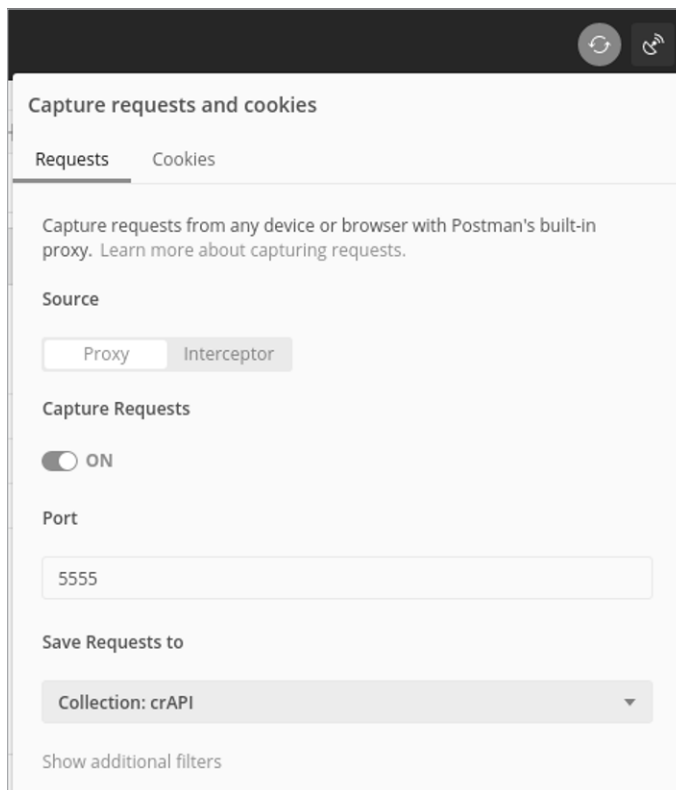 Capture requests and cookies
Requests Cookies
Capture requests from any device or browser with Postman's built-in
proxy. Learn more about capturing requests.
Source
Proxy Interceptor
Capture Requests
ON
Port
5555
Save Requests to
Collection: crAPI
Show additional filters